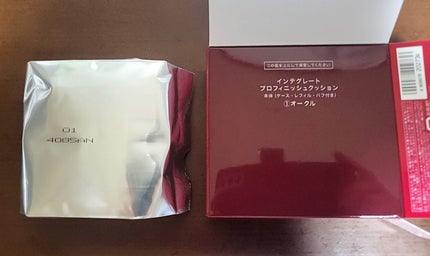 01
4085AN
この面を上にして保管してください
インテグレート
プロフィニッシュクッション
本体 (ケース・レフィル・パフ付き)
①オークル